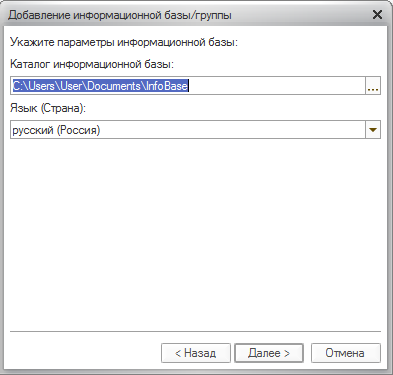 Добавление информационной базы/группы
Укажите параметры информационной базы:
Каталог информационной базы:
C:\Users\User\Documents\InfoBase
...
Язык (Страна):
русский (Россия)
< Назад
Далее >
Отмена